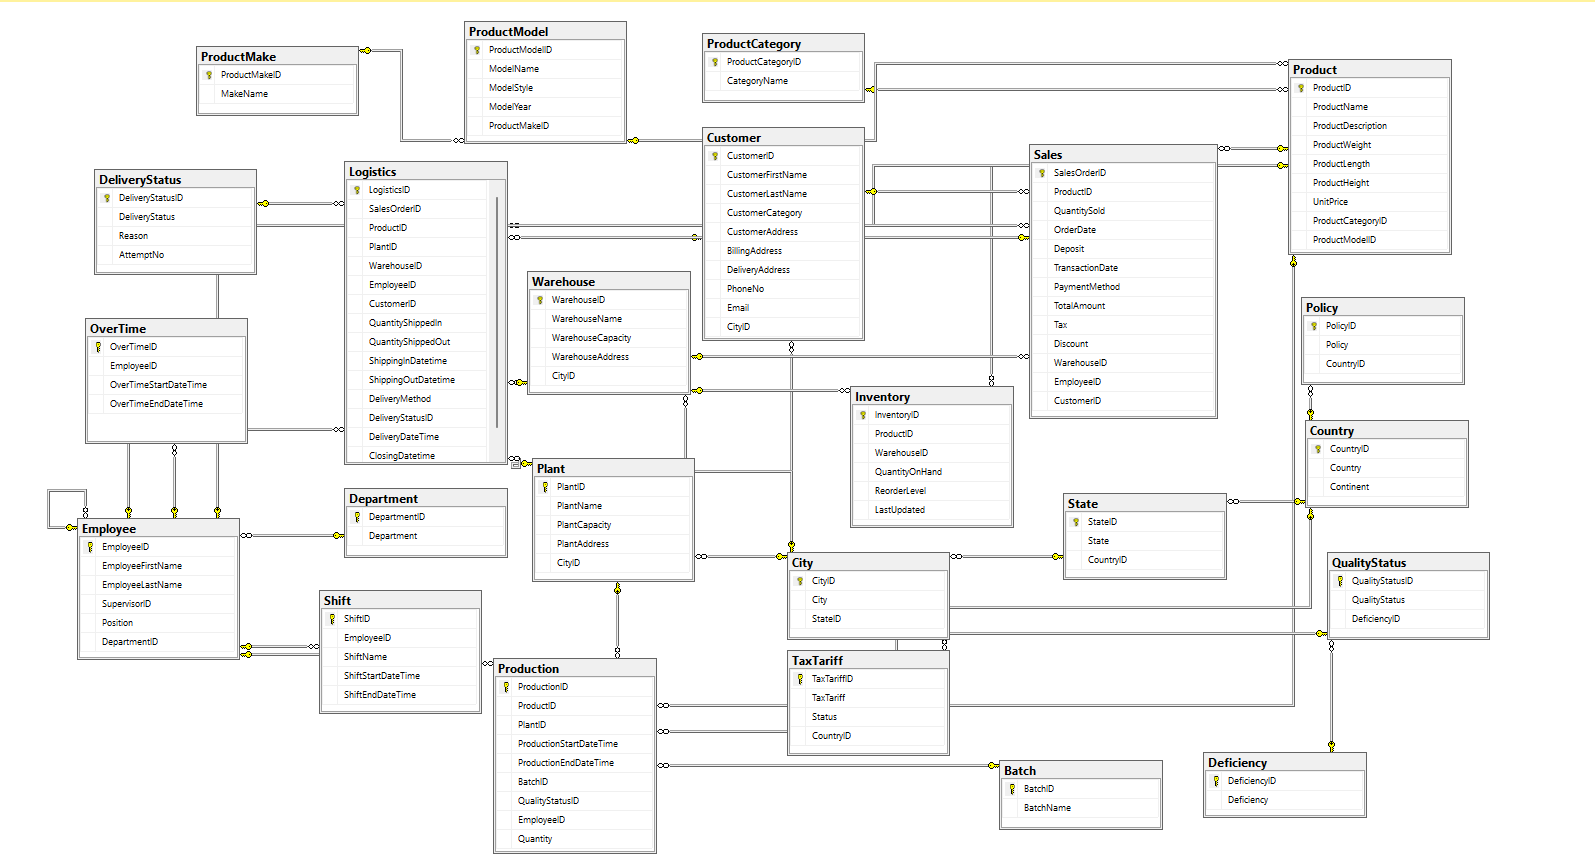 ProductMake
ProductMakeID
MakeName
ProductModel
ProductModelID
ModelName
ModelStyle
ModelYear
ProductMakeID
ProductCategory
ProductCategoryID
CategoryName
Product
ProductID
ProductName
ProductDescription
ProductWeight
ProductLength
ProductHeight
UnitPrice
ProductCategoryID
ProductModelID
Customer
CustomerID
CustomerFirstName
CustomerLastName
CustomerCategory
CustomerAddress
BillingAddress
DeliveryAddress
PhoneNo
Email
CityID
Sales
SalesOrderID
ProductID
QuantitySold
OrderDate
Deposit
TransactionDate
PaymentMethod
TotalAmount
Tax
Discount
WarehouseID
EmployeeID
CustomerID
DeliveryStatus
DeliveryStatusID
DeliveryStatus
Reason
AttemptNo
Logistics
LogisticsID
SalesOrderID
ProductID
PlantID
WarehouseID
EmployeeID
CustomerID
QuantityShippedIn
QuantityShippedOut
ShippingInDatetime
ShippingOutDatetime
DeliveryMethod
DeliveryStatusID
DeliveryDateTime
ClosingDatetime
Warehouse
WarehouseID
WarehouseName
WarehouseCapacity
WarehouseAddress
CityID
OverTime
OverTimeID
EmployeeID
OverTimeStartDateTime
OverTimeEndDateTime
Policy
PolicyID
Policy
CountryID
Inventory
InventoryID
ProductID
WarehouseID
QuantityOnHand
ReorderLevel
LastUpdated
Country
CountryID
Country
Continent
Plant
PlantID
PlantName
PlantCapacity
PlantAddress
CityID
Department
DepartmentID
Department
State
StateID
State
CountryID
Employee
EmployeeID
EmployeeFirstName
EmployeeLastName
SupervisorID
Position
DepartmentID
City
CityID
City
StateID
QualityStatus
QualityStatusID
QualityStatus
DeficiencyID
Shift
ShiftID
EmployeeID
ShiftName
ShiftStartDateTime
ShiftEndDateTime
Production
ProductionID
ProductID
PlantID
ProductionStartDateTime
ProductionEndDateTime
BatchID
QualityStatusID
EmployeeID
Quantity
TaxTariff
TaxTariffID
TaxTariff
Status
CountryID
Batch
BatchID
BatchName
Deficiency
DeficiencyID
Deficiency